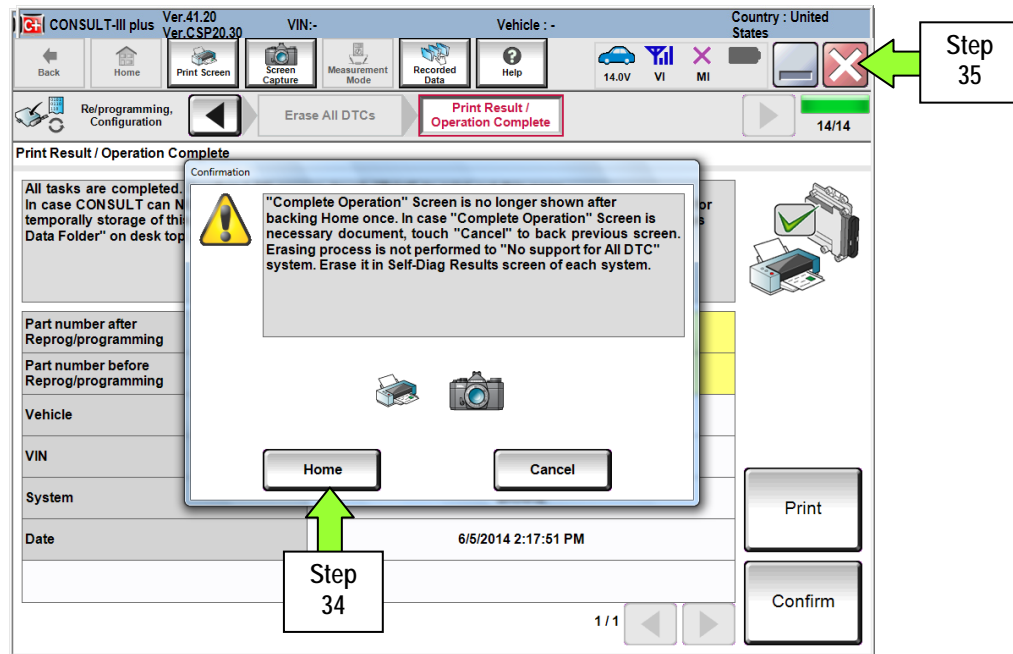 CONSULT-III plus Ver.41.20 VIN:- Vehicle : - Country : United
Ver.CSP20.30 States
Step
35
Back Home Print Screen Screen Capture Measurement Mode Recorded Data Help 14.0V VI MI
Re/programming, Configuration Erase All DTCs Print Result / Operation Complete 14/14
Print Result / Operation Complete
All tasks are completed.
In case CONSULT can N or
temporally storage of this s
Data Folder" on desk top
Confirmation
"Complete Operation" Screen is no longer shown after
backing Home once. In case "Complete Operation" Screen is
necessary document, touch "Cancel" to back previous screen.
Erasing process is not performed to "No support for All DTC"
system. Erase it in Self-Diag Results screen of each system.
Part number after
Reprog/programming
Part number before
Reprog/programming
Vehicle
VIN
Home Cancel
System
Print
Date 6/5/2014 2:17:51 PM
Step
34
Confirm
1/1